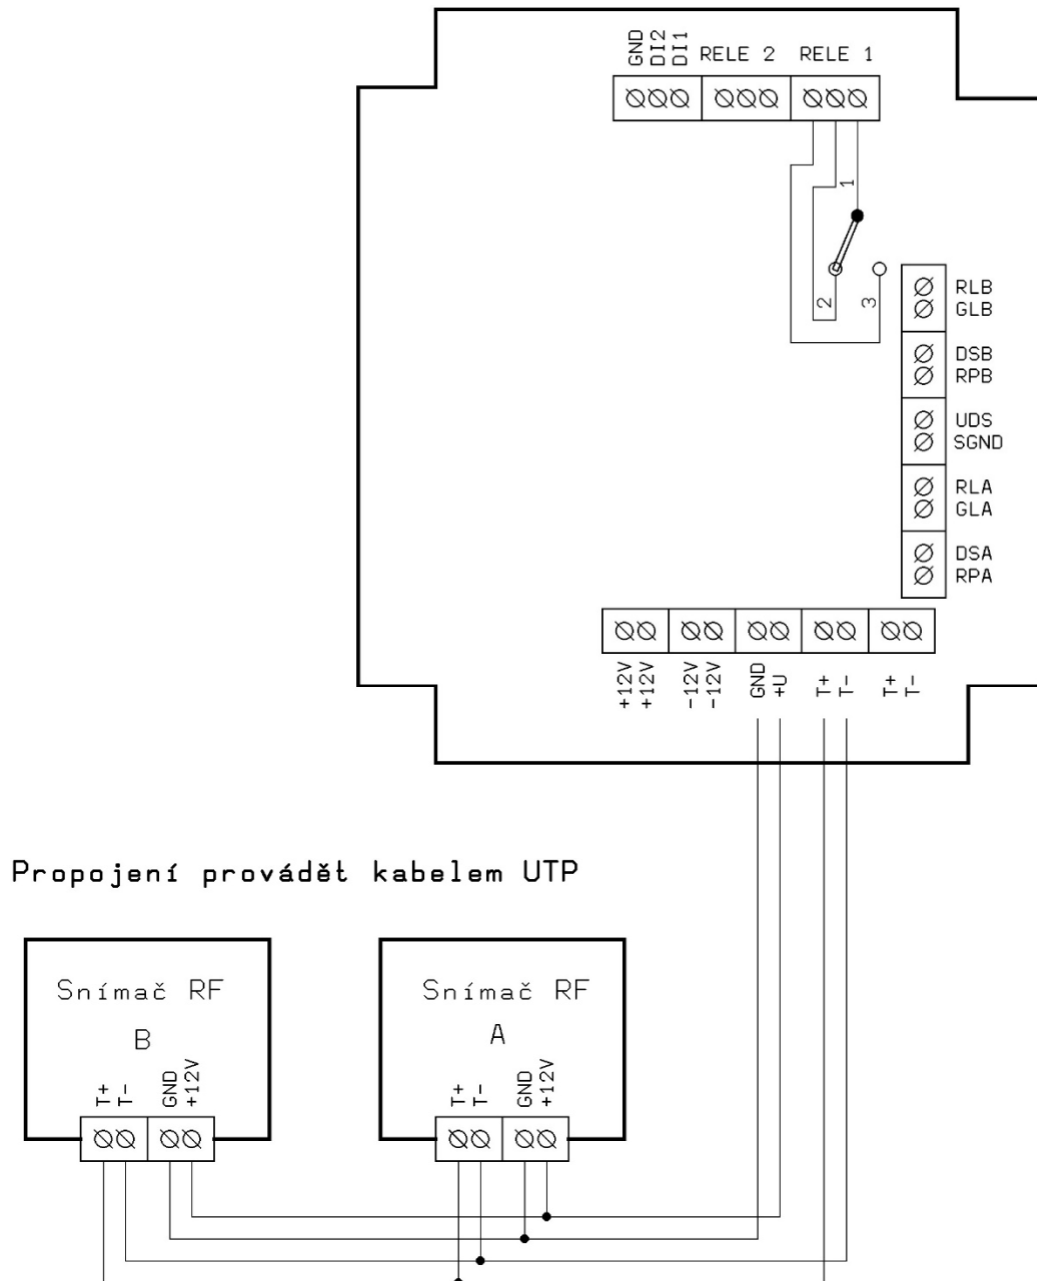 GND
DI2
DI1
RELE 2
RELE 1
1
2
3
RLB
GLB
DSB
RPB
UDS
SGND
RLA
GLA
DSA
RPA
+12V
+12V
-12V
-12V
GND
+U
T+
T-
T+
T-
Propojení provádět kabelem UTP
Snímač RF
B
T+
T-
GND
+12V
Snímač RF
A
T+
T-
GND
+12V